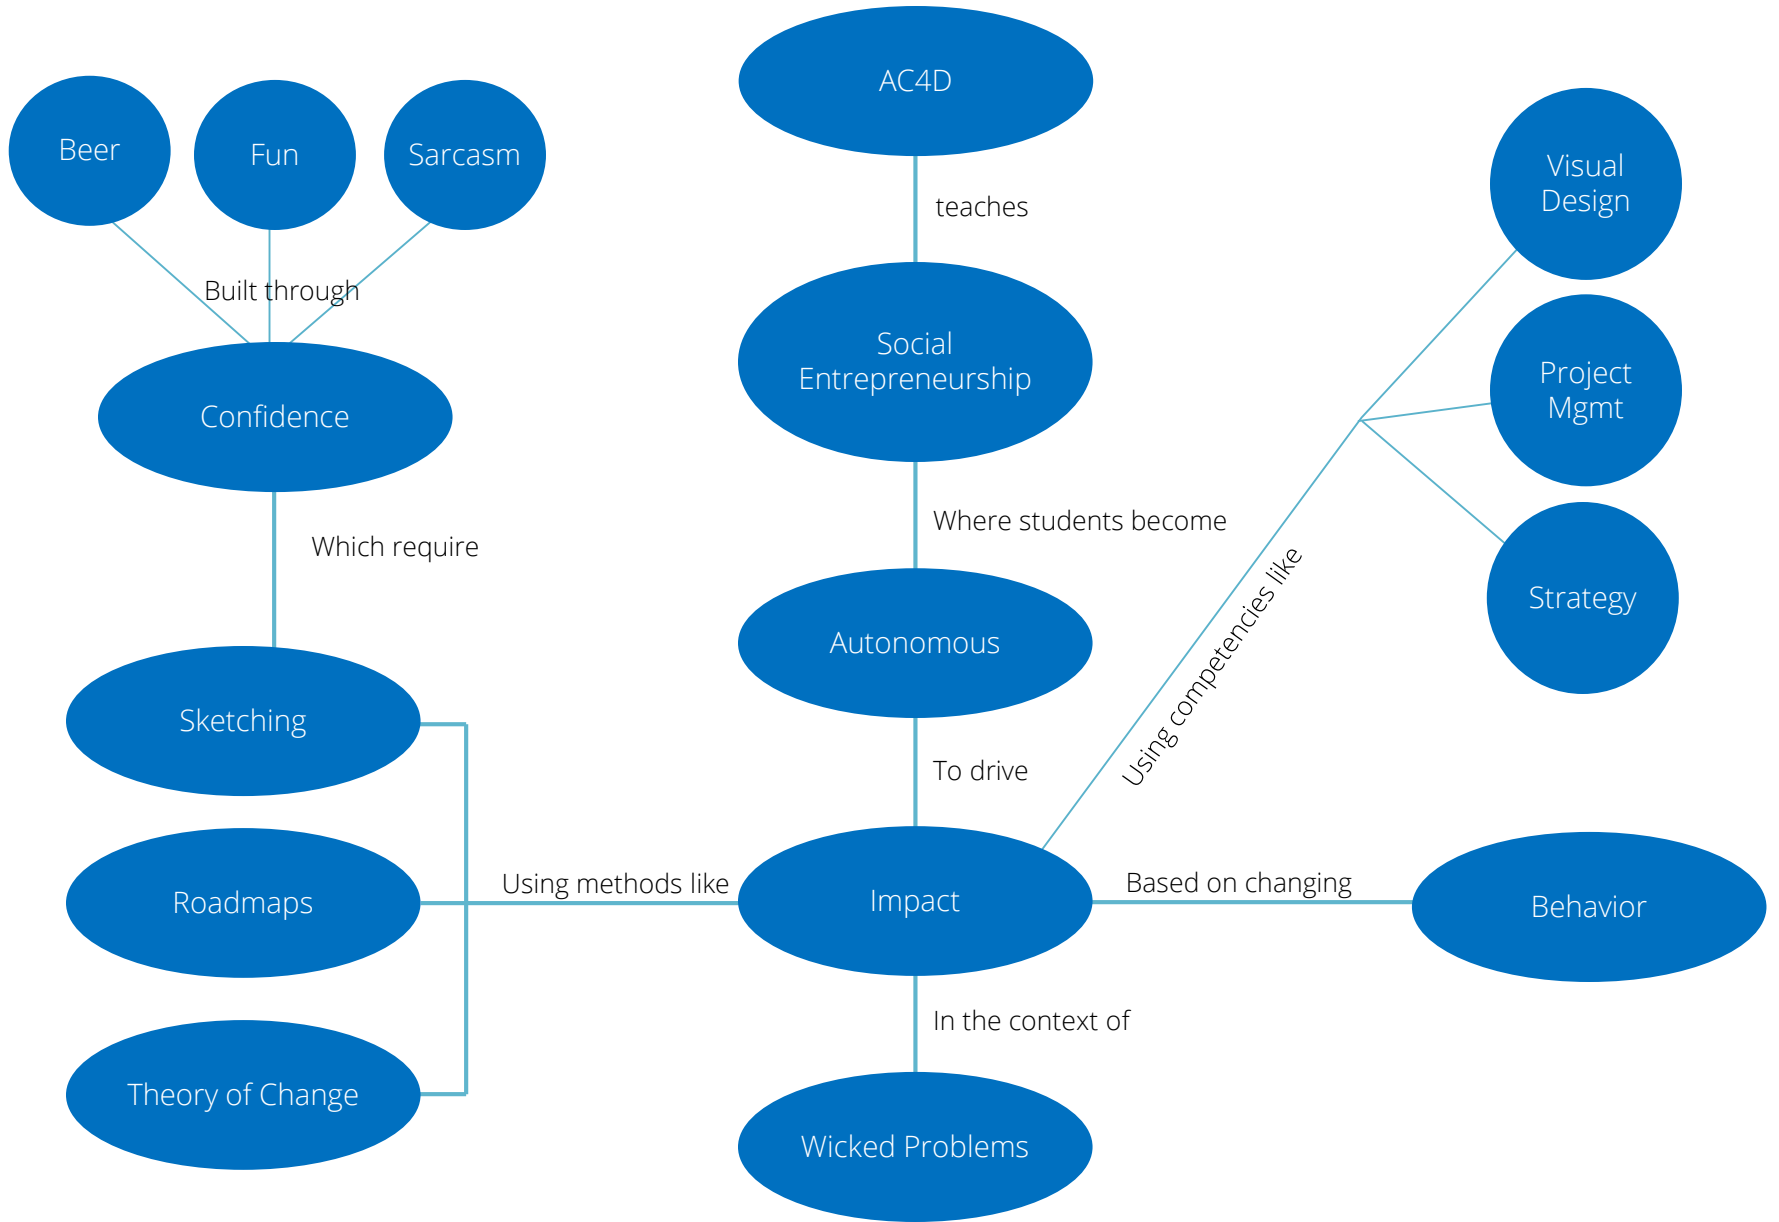 AC4D
Beer
Fun
Sarcasm
Visual
Design
teaches
Built through
Social
Entrepreneurship
Project
Mgmt
Confidence
Where students become
Which require
Using competencies like
Strategy
Autonomous
Sketching
To drive
Using methods like
Based on changing
Roadmaps
Impact
Behavior
In the context of
Theory of Change
Wicked Problems